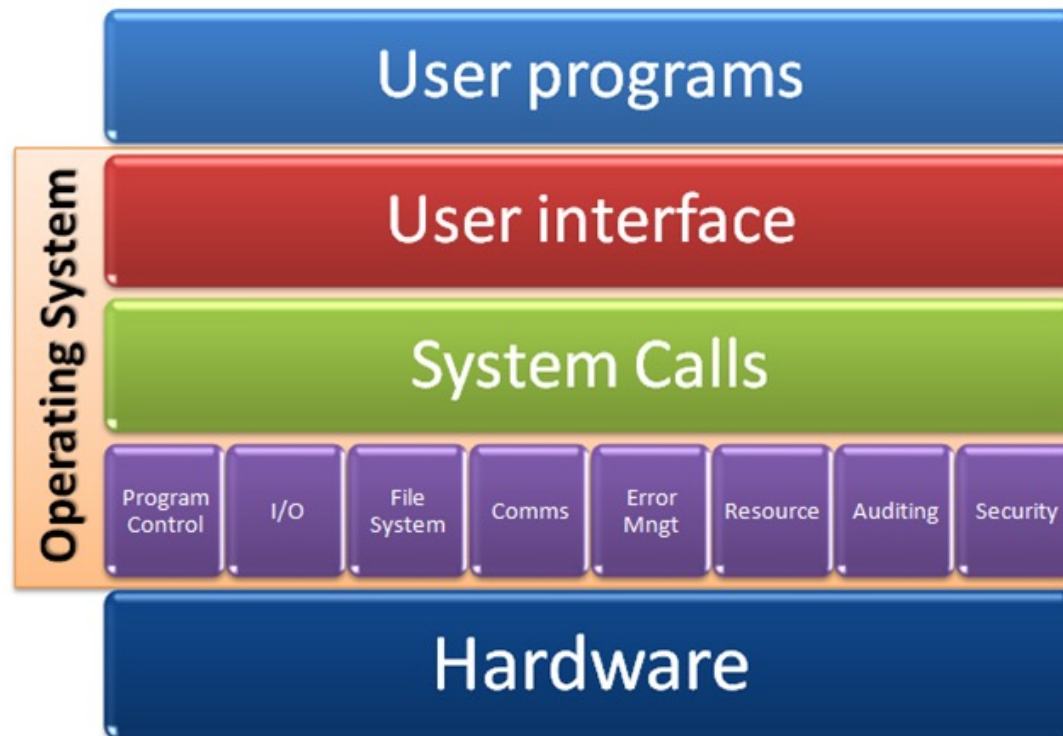 User programs
Operating System
User interface
System Calls
Program
Control
I/O
File
System
Comms
Error
Mngt
Resource
Auditing
Security
Hardware